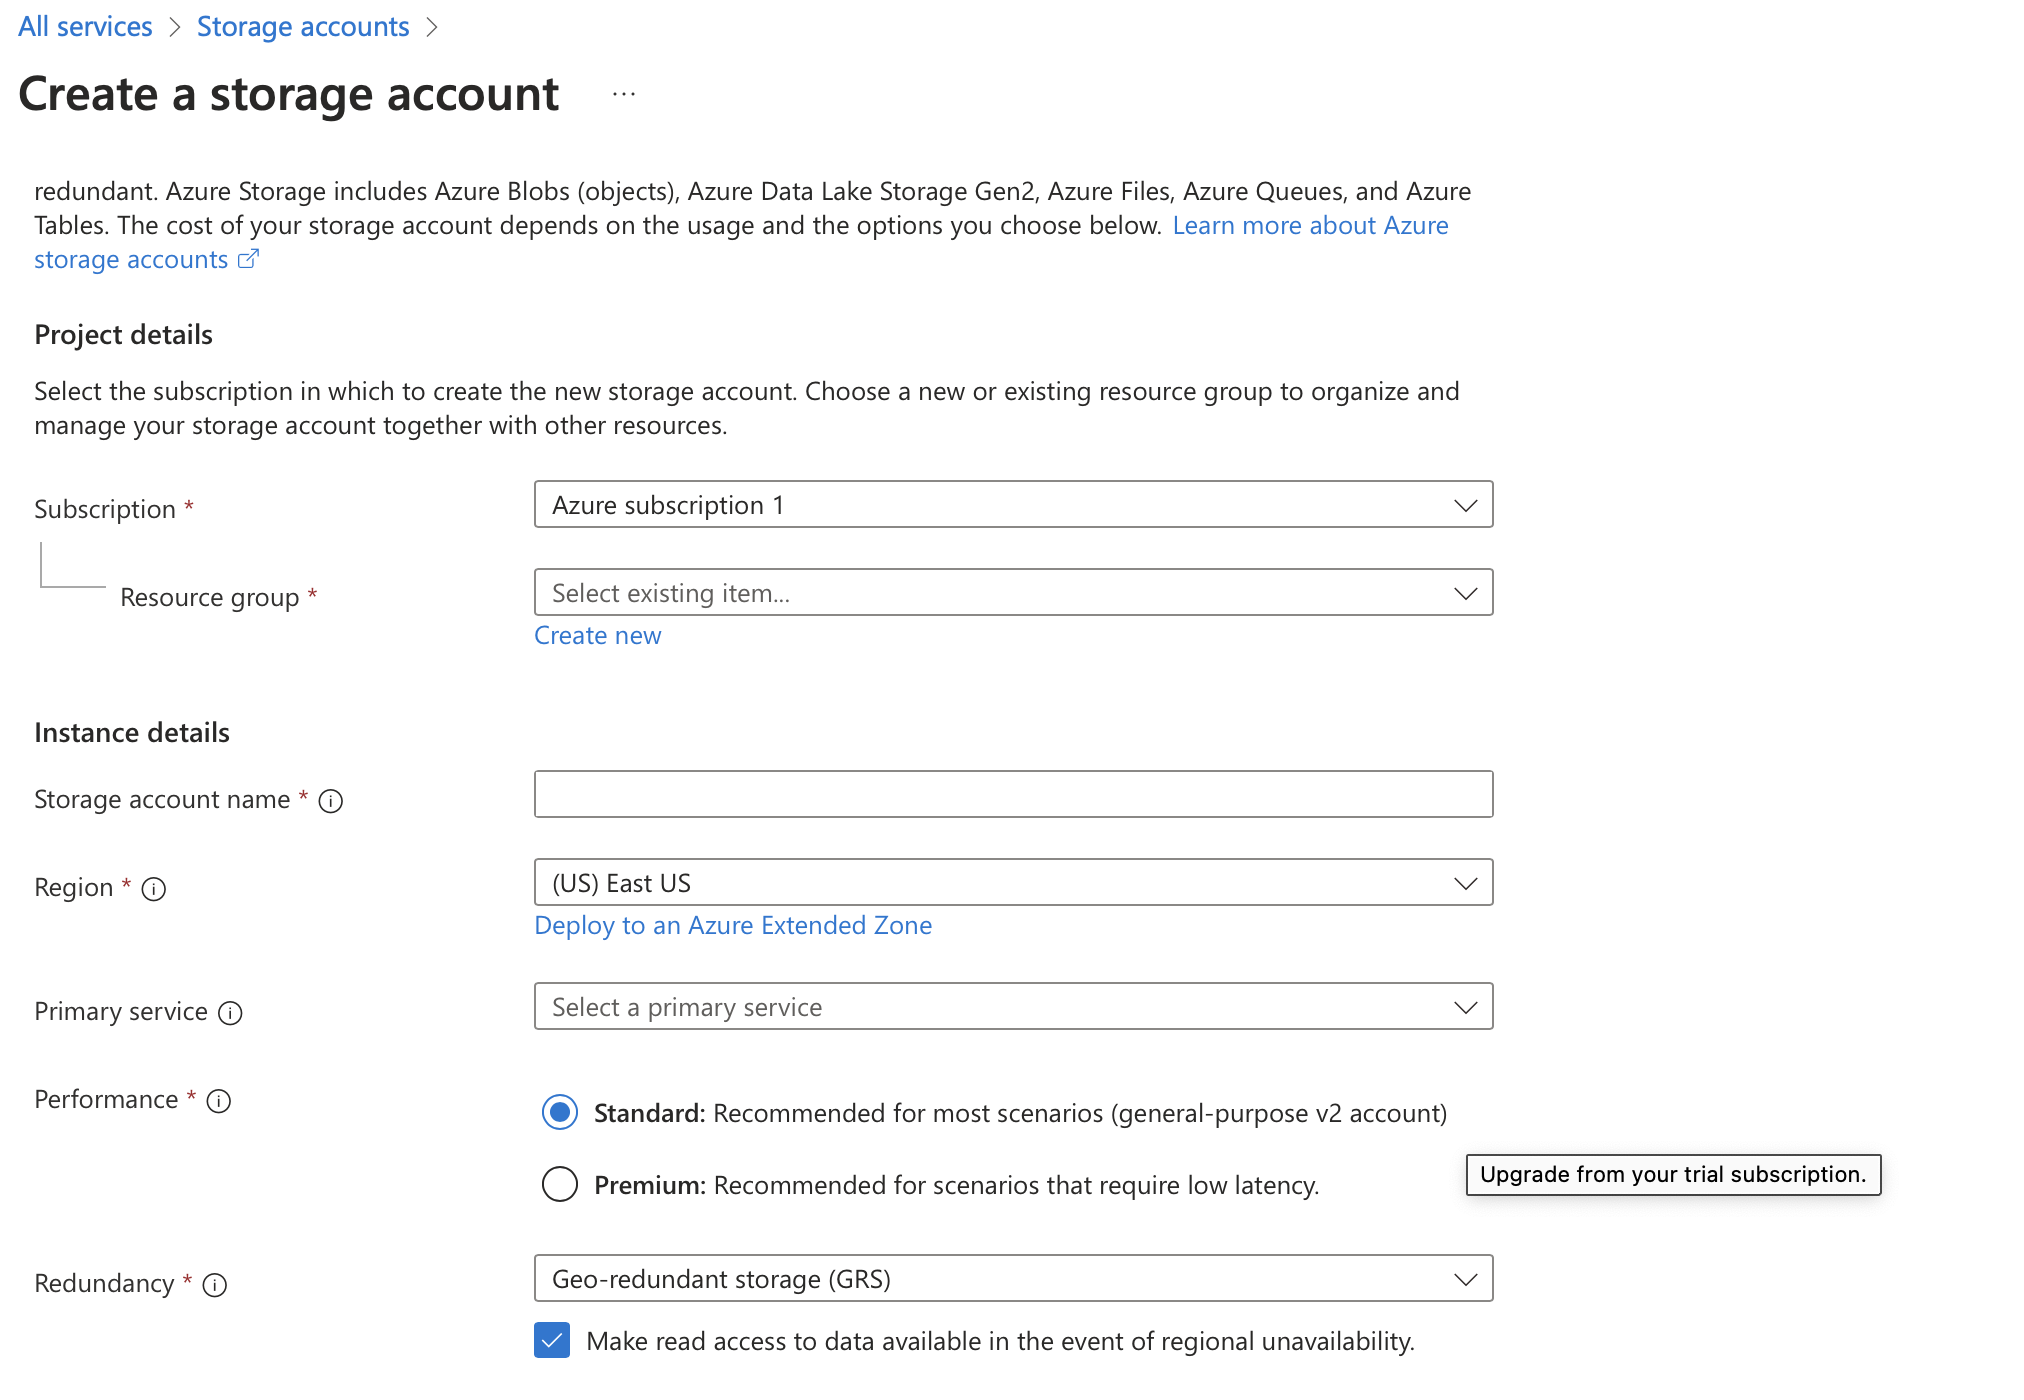 All services > Storage accounts >
Create a storage account ...
redundant. Azure Storage includes Azure Blobs (objects), Azure Data Lake Storage Gen2, Azure Files, Azure Queues, and Azure
Tables. The cost of your storage account depends on the usage and the options you choose below. Learn more about Azure
storage accounts
Project details
Select the subscription in which to create the new storage account. Choose a new or existing resource group to organize and
manage your storage account together with other resources.
Subscription * Azure subscription 1
Resource group * Select existing item...
Create new
Instance details
Storage account name *
Region * (US) East US
Deploy to an Azure Extended Zone
Primary service Select a primary service
Performance * Standard: Recommended for most scenarios (general-purpose v2 account)
Premium: Recommended for scenarios that require low latency.
Upgrade from your trial subscription.
Redundancy * Geo-redundant storage (GRS)
Make read access to data available in the event of regional unavailability.